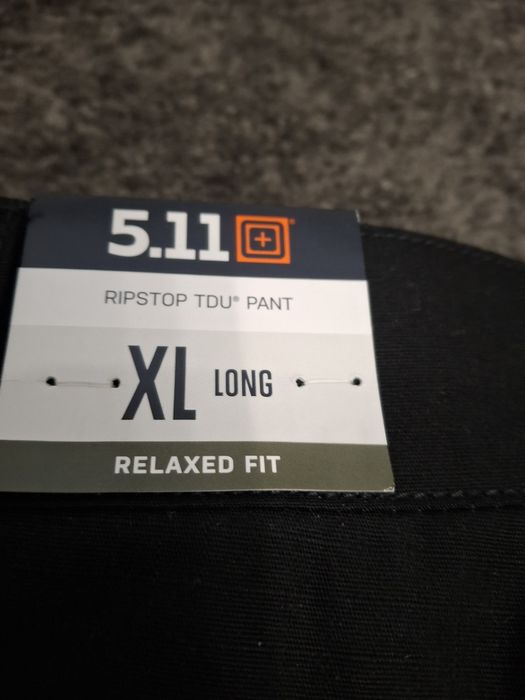 5.11®
RIPSTOP TDU® PANT
XL LONG
RELAXED FIT